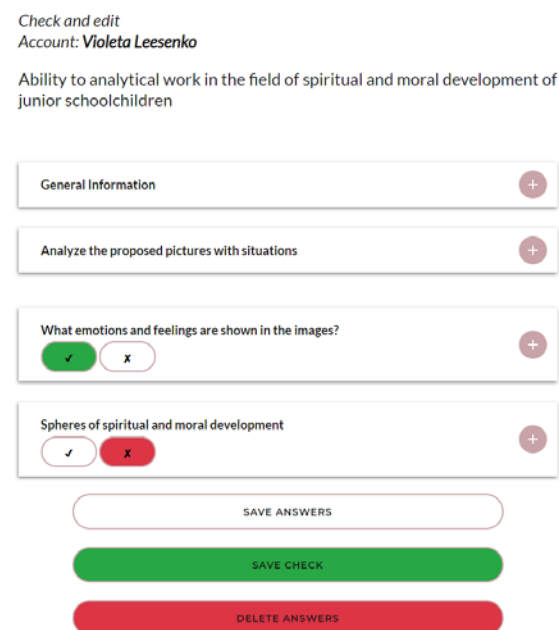 Check and edit
Account: Violeta Leesenko
Ability to analytical work in the field of spiritual and moral development of
junior schoolchildren
General Information
+
Analyze the proposed pictures with situations
+
What emotions and feelings are shown in the images?
✓ ✗
+
Spheres of spiritual and moral development
✓ ✗
+
SAVE ANSWERS
SAVE CHECK
DELETE ANSWERS